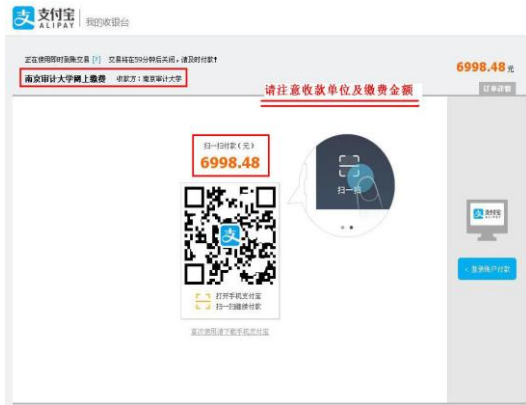 支付宝 我的收银台
ALIPAY
正在使用即时到账交易 [?] 交易将在59分钟后关闭，请及时付款！
6998.48 元
南京审计大学网上缴费 收款方：南京审计大学
订单详情
请注意收款单位及缴费金额
扫一扫付款（元）
6998.48
扫一扫
支
支付宝
ALIPAY
< 登录账户付款
打开手机支付宝
扫一扫继续付款
首次使用请下载手机支付宝